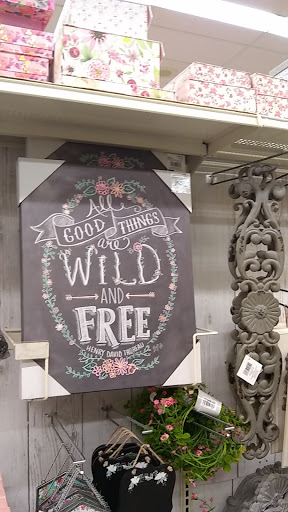 All
GOOD THINGS
are
WILD
AND
FREE
HENRY DAVID THOREAU